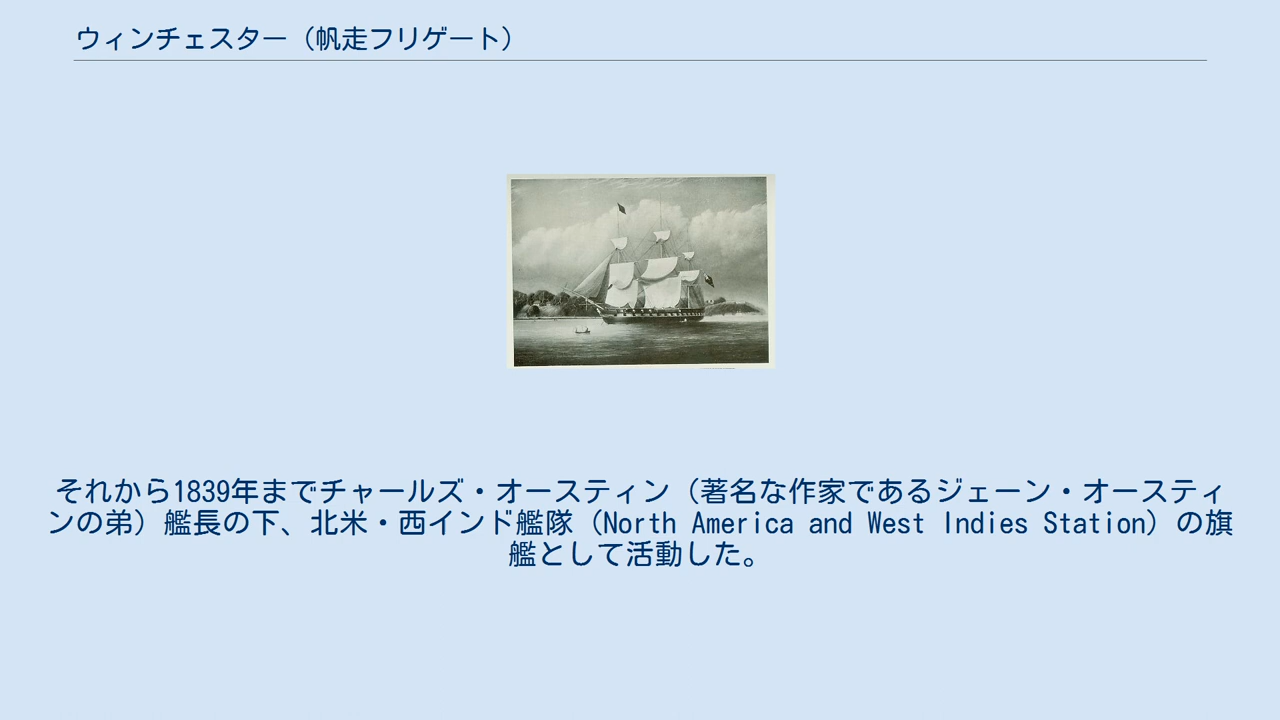 ウィンチェスター（帆走フリゲート）
それから1839年までチャールズ・オースティン（著名な作家であるジェーン・オースティ
ンの弟）艦長の下、北米・西インド艦隊（North America and West Indies Station）の旗
艦として活動した。